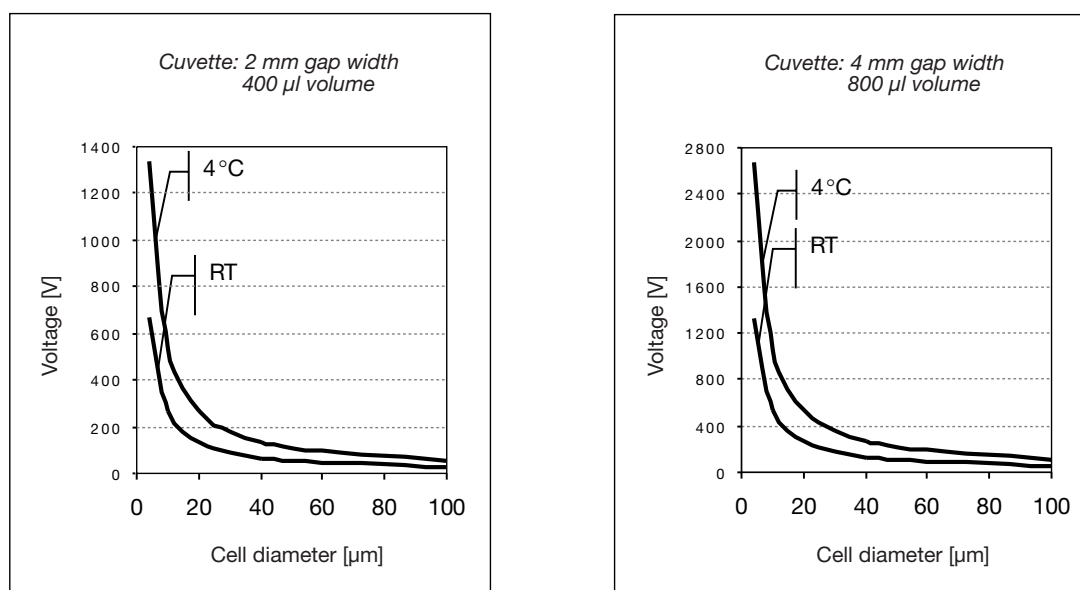 Cuvette: 2 mm gap width
400 µl volume
1400
1200
1000
800
600
400
200
0
4°C
RT
Voltage [V]
0 20 40 60 80 100
Cell diameter [µm]
Cuvette: 4 mm gap width
800 µl volume
2800
2400
2000
1600
1200
800
400
0
4°C
RT
Voltage [V]
0 20 40 60 80 100
Cell diameter [µm]